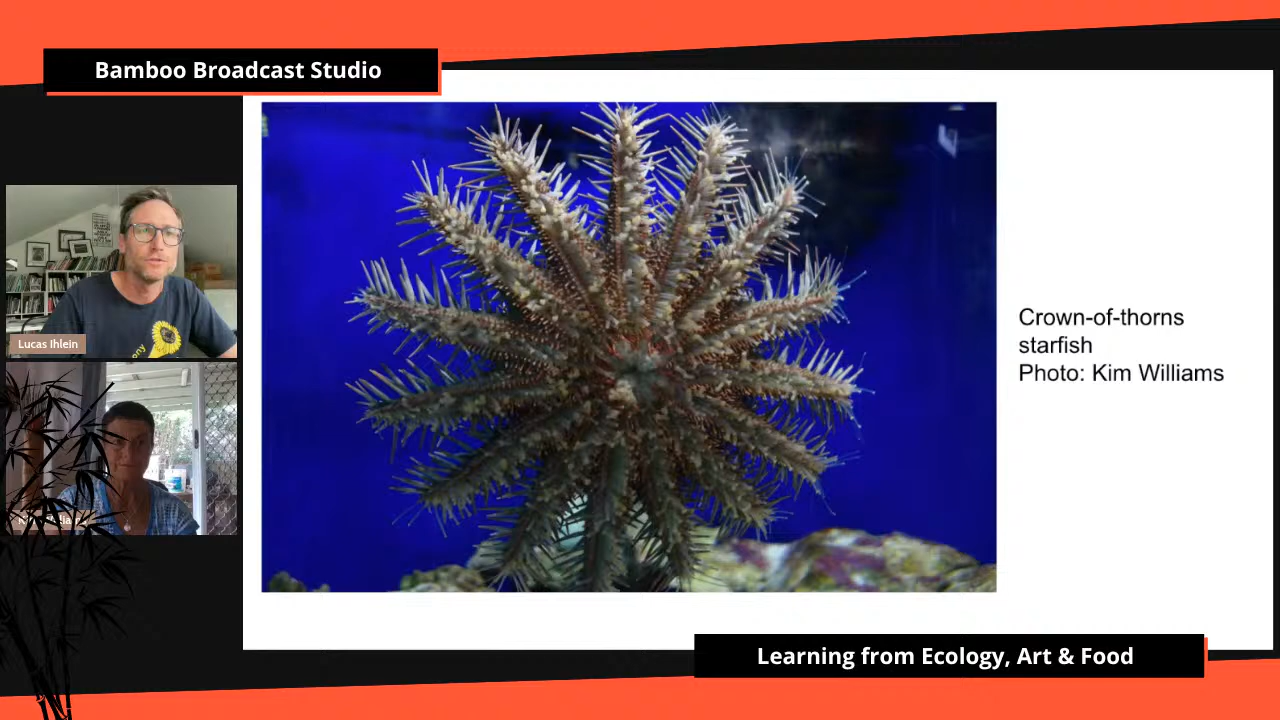 Bamboo Broadcast Studio
Crown-of-thorns
starfish
Photo: Kim Williams
Lucas Ihlein
Learning from Ecology, Art & Food